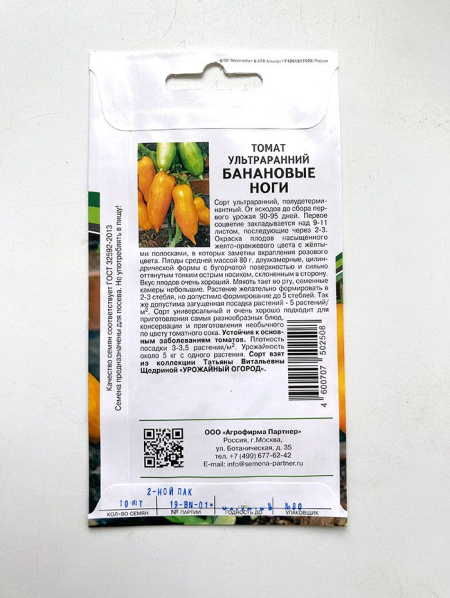 ТОМАТ
УЛЬТРАРАННИЙ
БАНАНОВЫЕ
НОГИ
Сорт ультраранний, полудетерми-
нантный. От всходов до сбора пер-
вого урожая 90-95 дней. Первое
соцветие закладывается над 9-11
листом, последующие через 2-3.
Окраска плодов насыщенного
желто-оранжевого цвета с жёлты-
ми полосками, в которых заметны вкрапления розового
цвета. Плоды средней массой 80 г, двухкамерные, цилин-
дрической формы с бугорчатой поверхностью и сильно
оттянутым тонким острым носиком, склоненным в сторону.
Вкус плодов очень хороший. Мякоть тает во рту, семенные
камеры небольшие. Растение желательно формировать в
2-3 стебля, но допустимо формирование до 5 стеблей. Так
же допустима загущенная посадка растений - 5 растений/
м². Сорт универсальный и очень хорошо подходит для
приготовления самых разнообразных блюд,
консервации и приготовления необычного
по цвету томатного сока. Устойчив к основ-
ным заболеваниям томатов. Плотность
посадки 3-3,5 растения/м². Урожайность
около 5 кг с одного растения. Сорт взят
из коллекции Татьяны Витальевны
Щедриной «УРОЖАЙНЫЙ ОГОРОД».
Качество семян соответствует ГОСТ 32592-2013
Семена предназначены для посева. Не употреблять в пищу!
4 600707 502508
ООО «Агрофирма Партнер»
Россия, г.Москва,
ул. Ботаническая, д. 35
тел. +7 (499) 677-62-42
E-mail: info@semena-partner.ru
2-НОЙ ПАК
10 ШТ 19-BN-01* №80
КОЛ-ВО СЕМЯН № ПАРТИИ ГОДНОСТЬ ДО УПАКОВЩИК